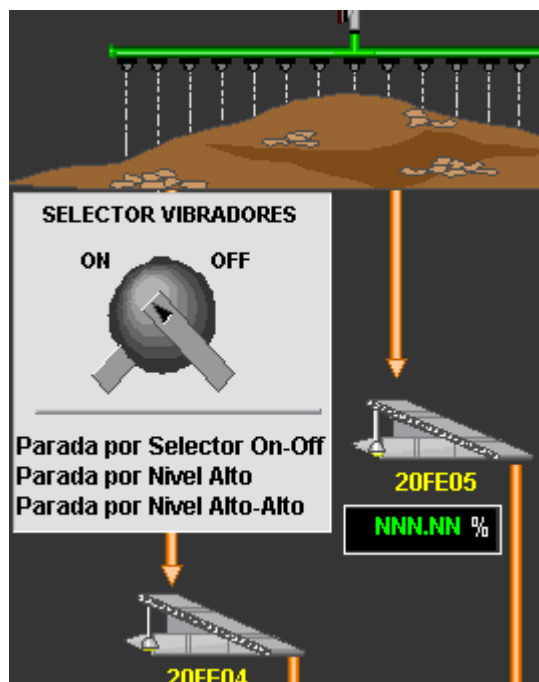 SELECTOR VIBRADORES
ON OFF
Parada por Selector On-Off
Parada por Nivel Alto
Parada por Nivel Alto-Alto
20FE05
NNN.NN %
20FE04